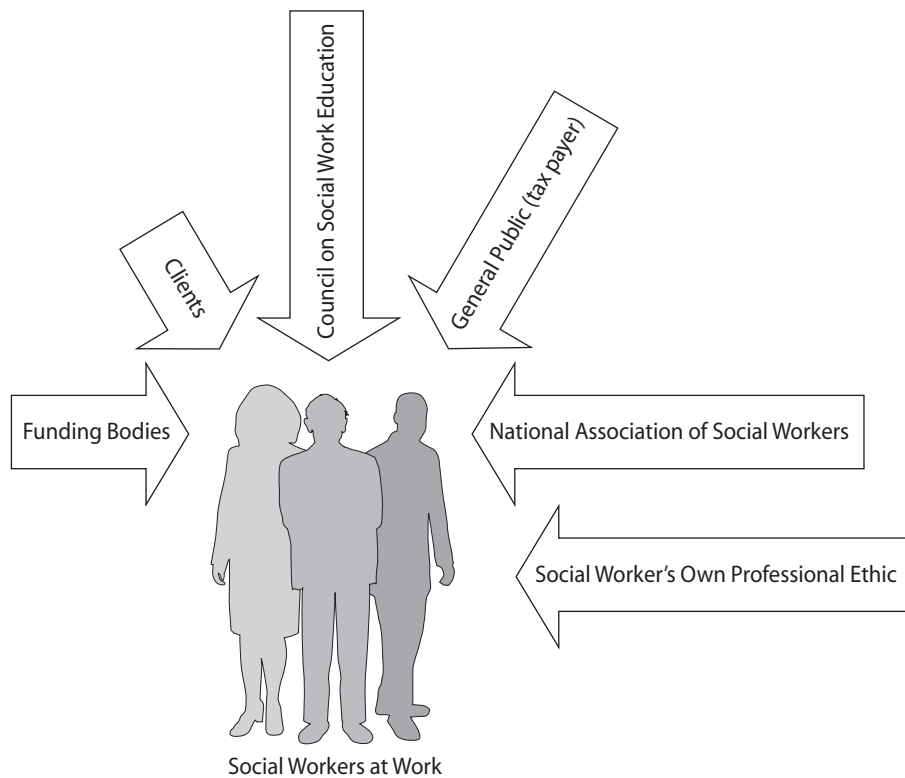 Council on Social Work Education
General Public (tax payer)
Clients
Funding Bodies
National Association of Social Workers
Social Worker’s Own Professional Ethic
Social Workers at Work